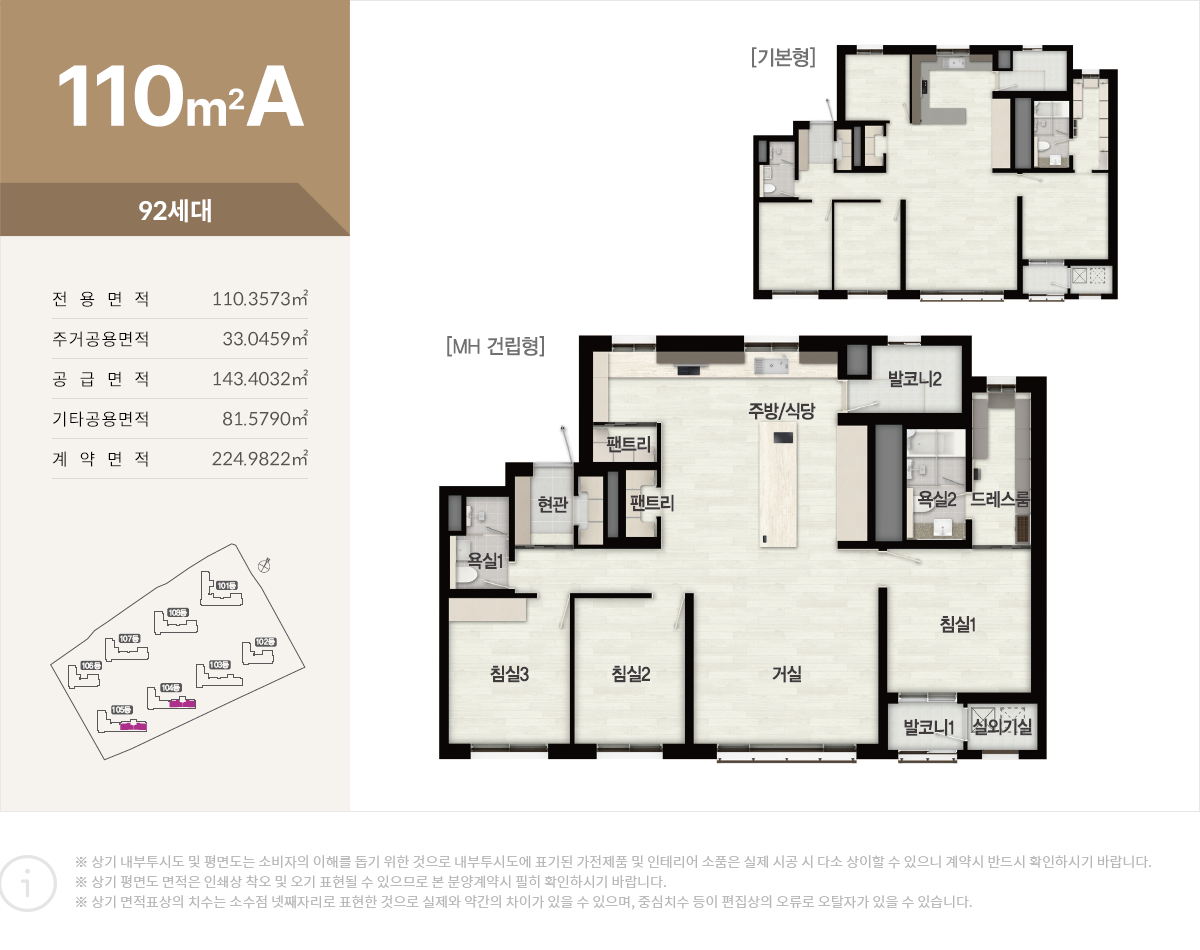 110m²A
92세대
전용면적 110.3573㎡
주거공용면적 33.0459㎡
공급면적 143.4032㎡
기타공용면적 81.5790㎡
계약면적 224.9822㎡
101동
108동
107동
102동
106동
103동
104동
105동
[기본형]
[MH 건립형]
발코니2
주방/식당
팬트리
현관
팬트리
욕실2
드레스룸
욕실1
침실1
침실3
침실2
거실
발코니1
실외기실
※ 상기 내부투시도 및 평면도는 소비자의 이해를 돕기 위한 것으로 내부투시도에 표기된 가전제품 및 인테리어 소품은 실제 시공 시 다소 상이할 수 있으니 계약시 반드시 확인하시기 바랍니다.
※ 상기 평면도 면적은 인쇄상 착오 및 오기 표현될 수 있으므로 본 분양계약시 필히 확인하시기 바랍니다.
※ 상기 면적표상의 치수는 소수점 넷째자리로 표현한 것으로 실제와 약간의 차이가 있을 수 있으며, 중심치수 등이 편집상의 오류로 오탈자가 있을 수 있습니다.